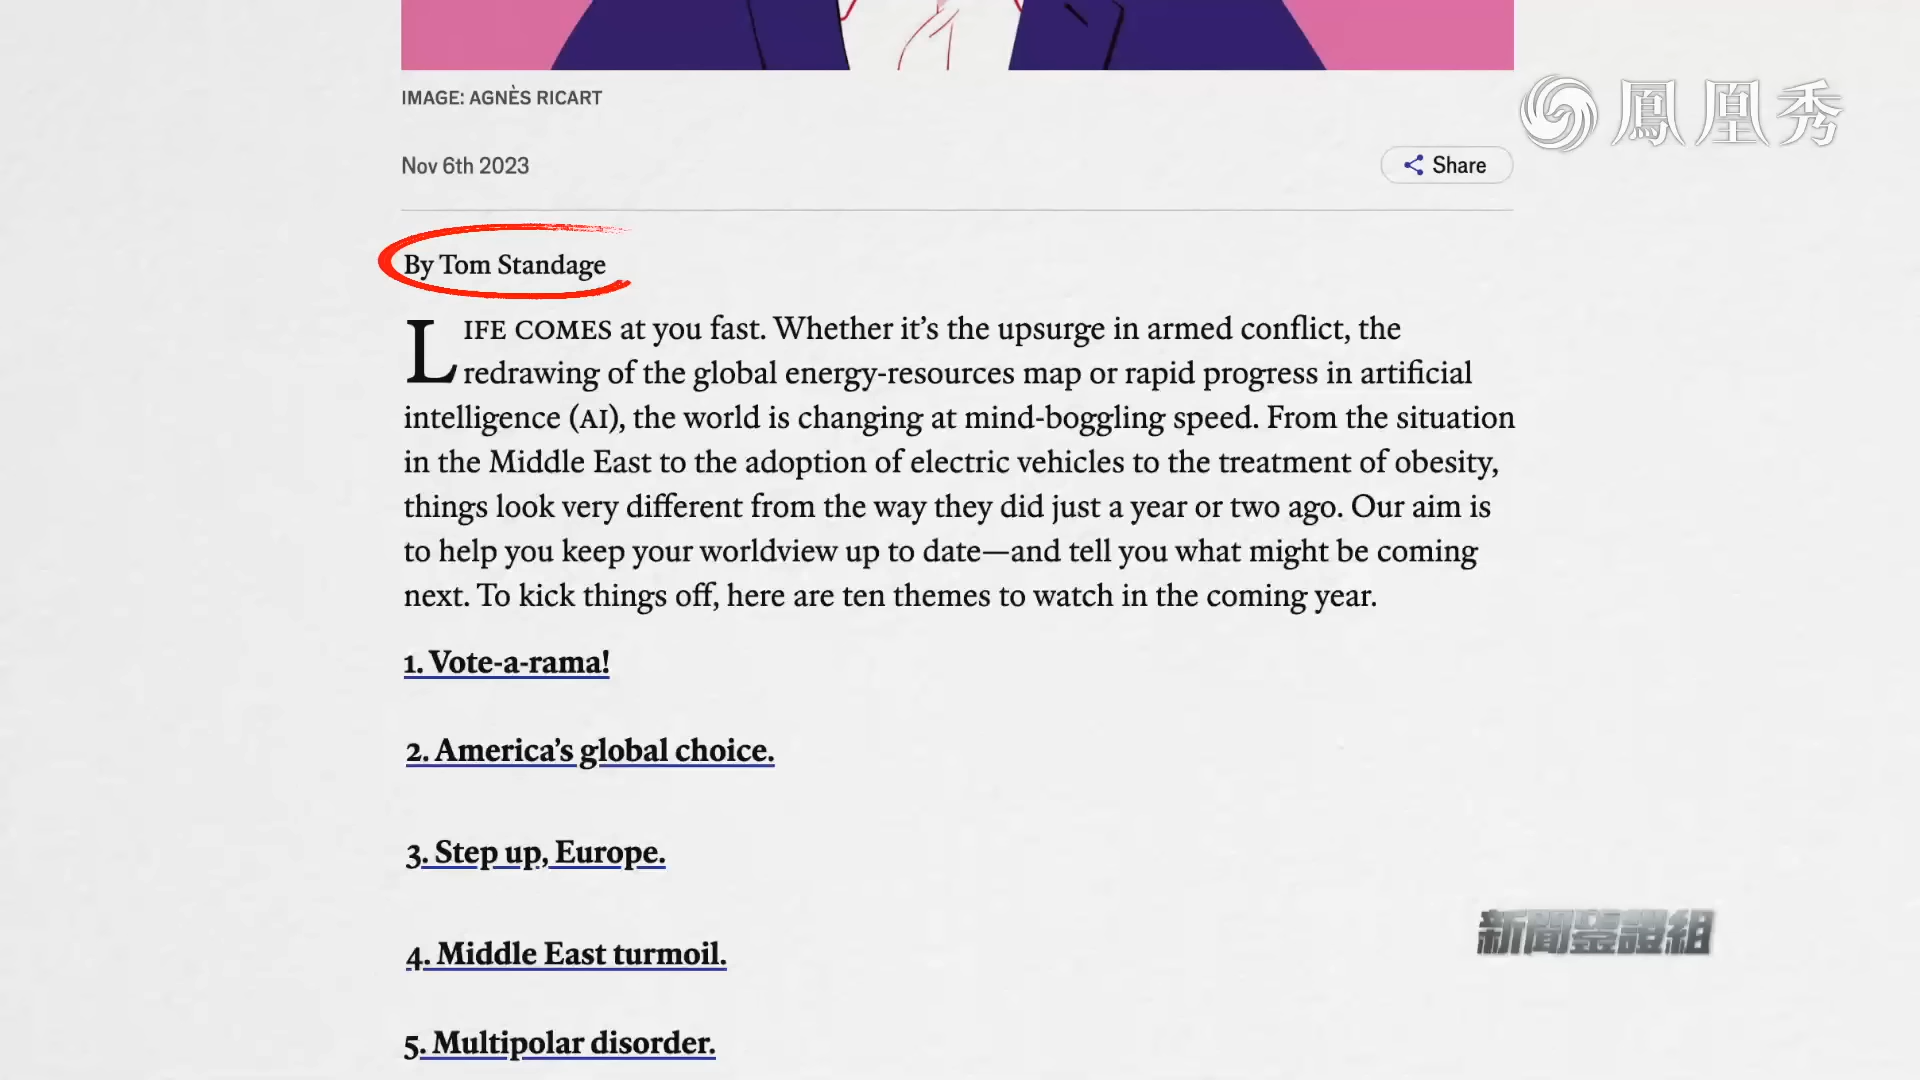 IMAGE: AGNÈS RICART
鳳凰秀
Nov 6th 2023
Share
By Tom Standage
LIFE COMES at you fast. Whether it’s the upsurge in armed conflict, the
redrawing of the global energy-resources map or rapid progress in artificial
intelligence (AI), the world is changing at mind-boggling speed. From the situation
in the Middle East to the adoption of electric vehicles to the treatment of obesity,
things look very different from the way they did just a year or two ago. Our aim is
to help you keep your worldview up to date—and tell you what might be coming
next. To kick things off, here are ten themes to watch in the coming year.
1. Vote-a-rama!
2. America’s global choice.
3. Step up, Europe.
新聞鑒證組
4. Middle East turmoil.
5. Multipolar disorder.